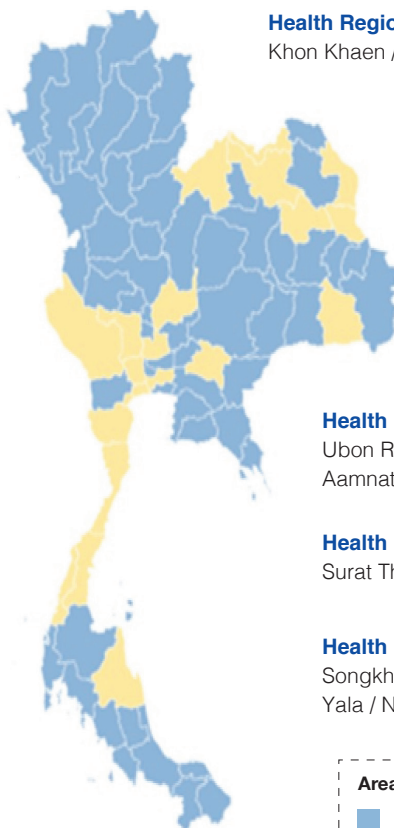 Health Regio
Khon Khaen /
Health
Ubon R
Aamnat
Health
Surat Th
Health
Songkh
Yala / N
Area